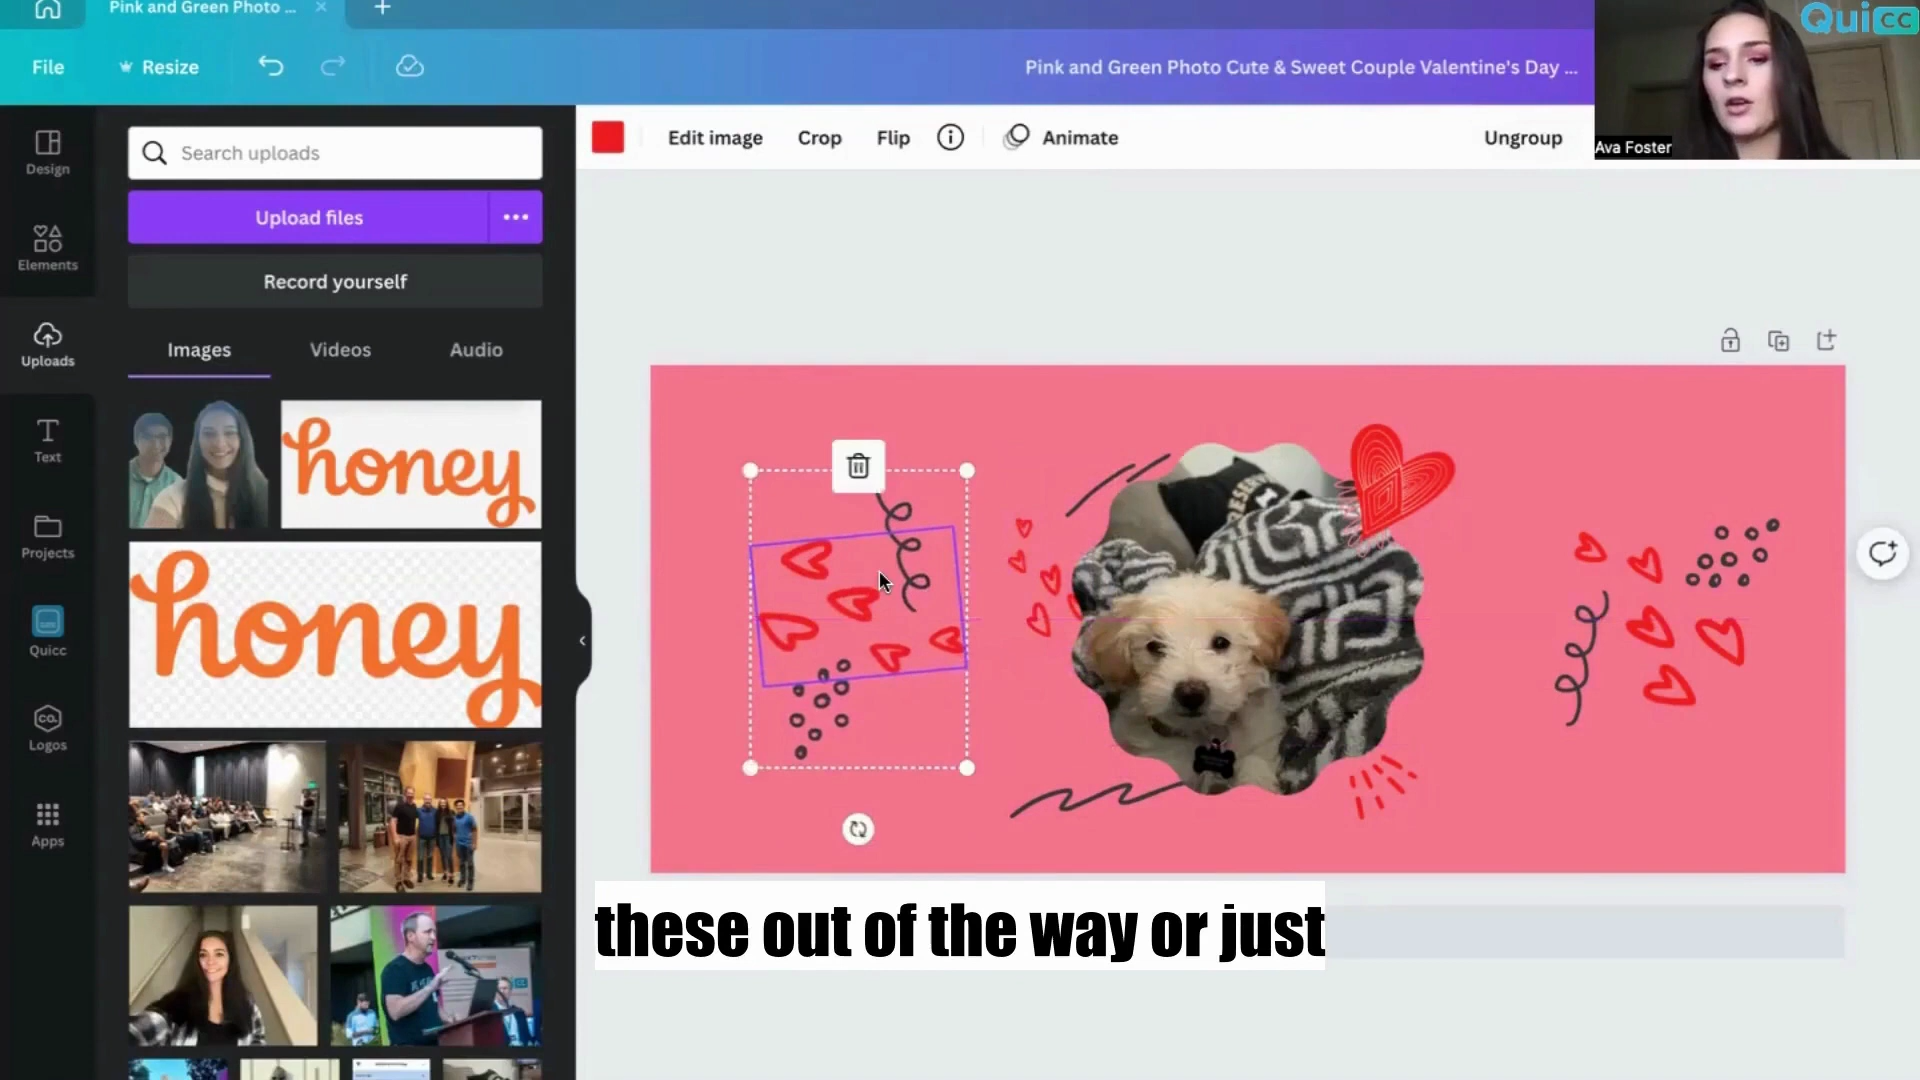 Pink and Green Photo ...
Quicc
File
Resize
Pink and Green Photo Cute & Sweet Couple Valentine's Day ...
Ava Foster
Design
Elements
Uploads
Text
Projects
Quicc
Logos
Apps
Search uploads
Upload files
Record yourself
Images
Videos
Audio
honey
honey
Edit image
Crop
Flip
Animate
Ungroup
co.
these out of the way or just